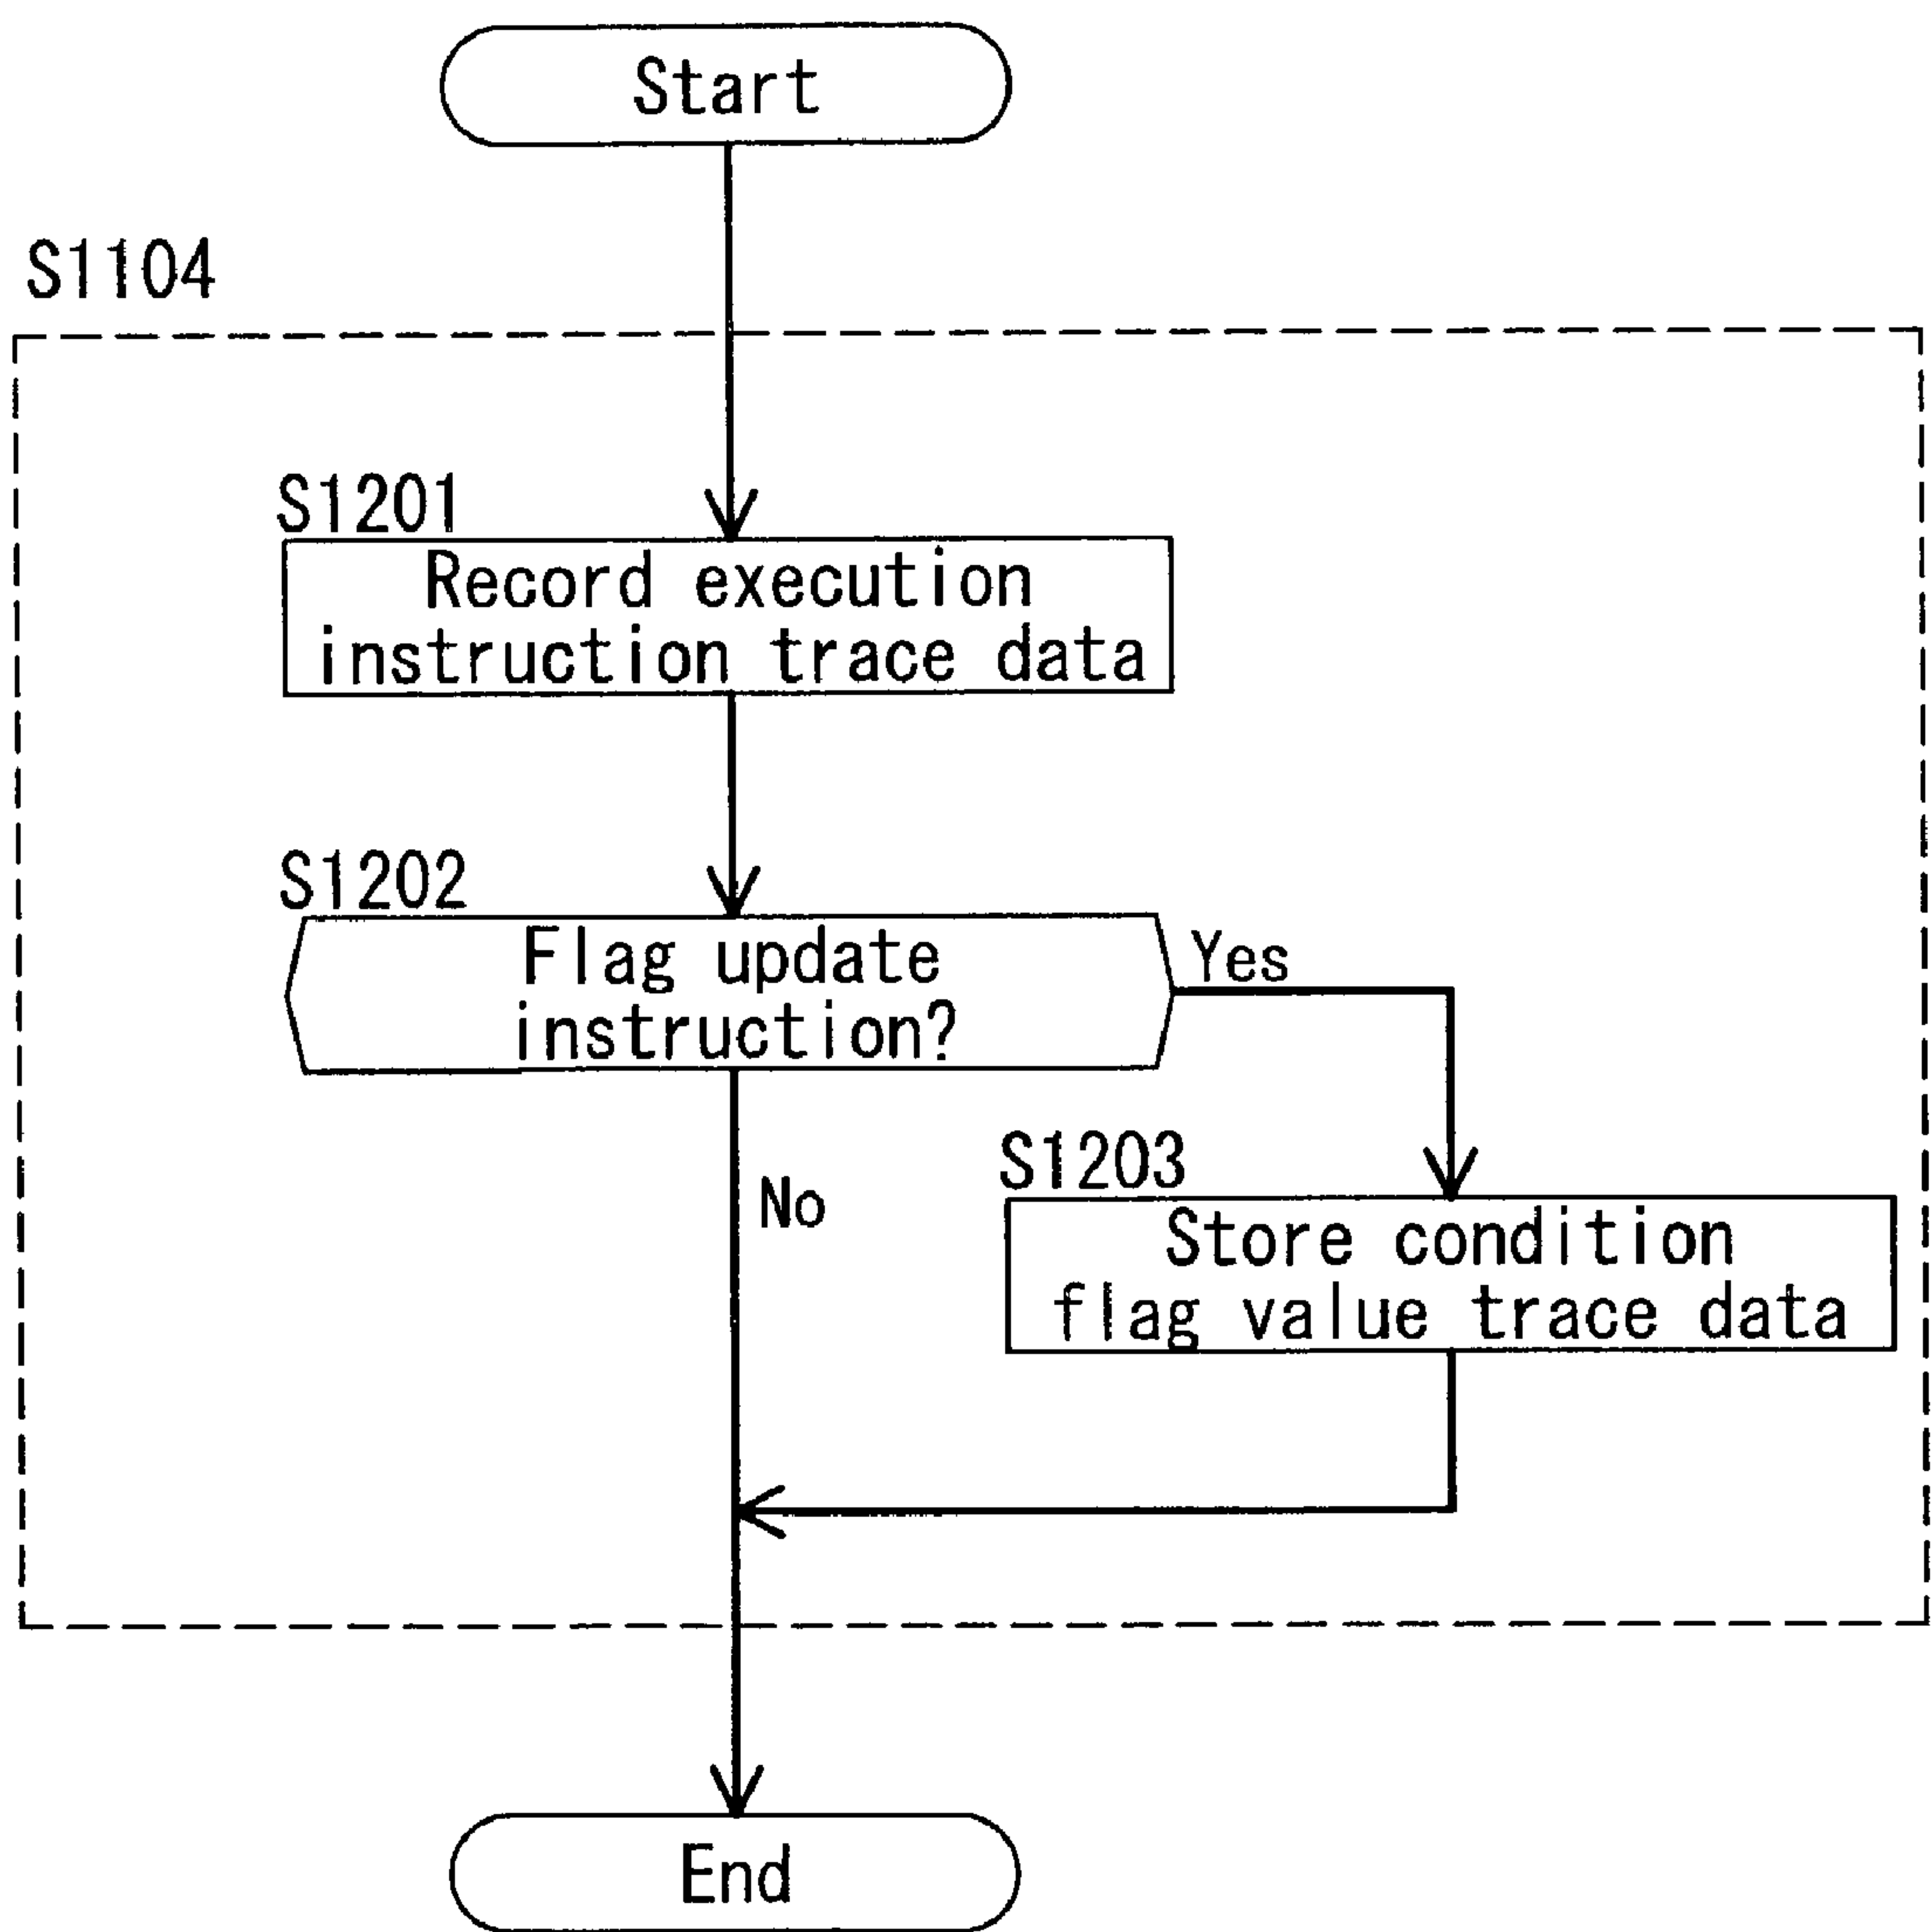 Start
S1104
S1201
Record execution
instruction trace data
S1202
Flag update
instruction?
Yes
No
S1203
Store condition
flag value trace data
End